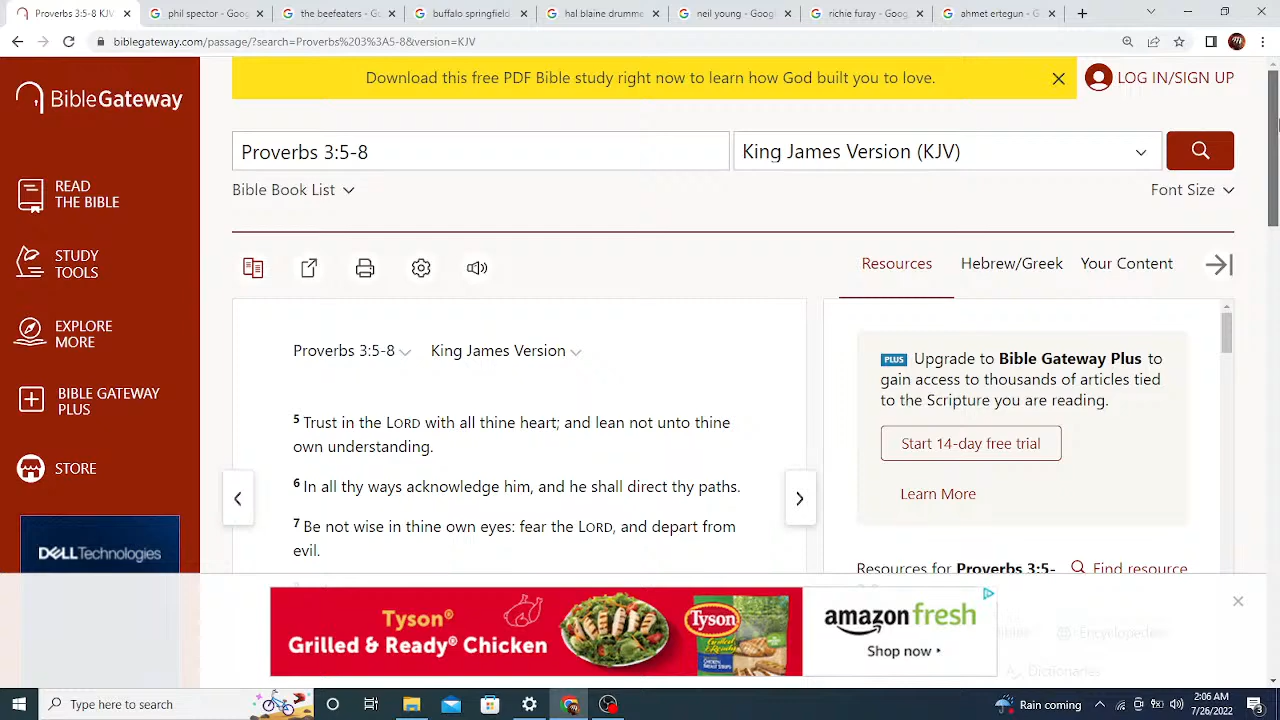 Proverbs 3:5-8 KJV
phil spector - Goog
the beefeaters - Go
buffalo springfield
hal blaine drumme
neil young - Googl
richie furay - Goog
ahmet ertegun - G
biblegateway.com/passage/?search=Proverbs%203%3A5-8&version=KJV
Download this free PDF Bible study right now to learn how God built you to love.
LOG IN/SIGN UP
BibleGateway
READ
THE BIBLE
STUDY
TOOLS
EXPLORE
MORE
BIBLE GATEWAY
PLUS
STORE
DELLTechnologies
Proverbs 3:5-8
King James Version (KJV)
Bible Book List
Font Size
Resources
Hebrew/Greek
Your Content
Proverbs 3:5-8
King James Version
5 Trust in the LORD with all thine heart; and lean not unto thine
own understanding.
6 In all thy ways acknowledge him, and he shall direct thy paths.
7 Be not wise in thine own eyes: fear the LORD, and depart from
evil.
PLUS Upgrade to Bible Gateway Plus to
gain access to thousands of articles tied
to the Scripture you are reading.
Start 14-day free trial
Learn More
Resources for Proverbs 3:5-
Find resource
Encyclopedias
Dictionaries
Tyson®
Grilled & Ready® Chicken
Tyson
Grilled & Ready
amazon fresh
Shop now
Type here to search
Rain coming
2:06 AM
7/26/2022